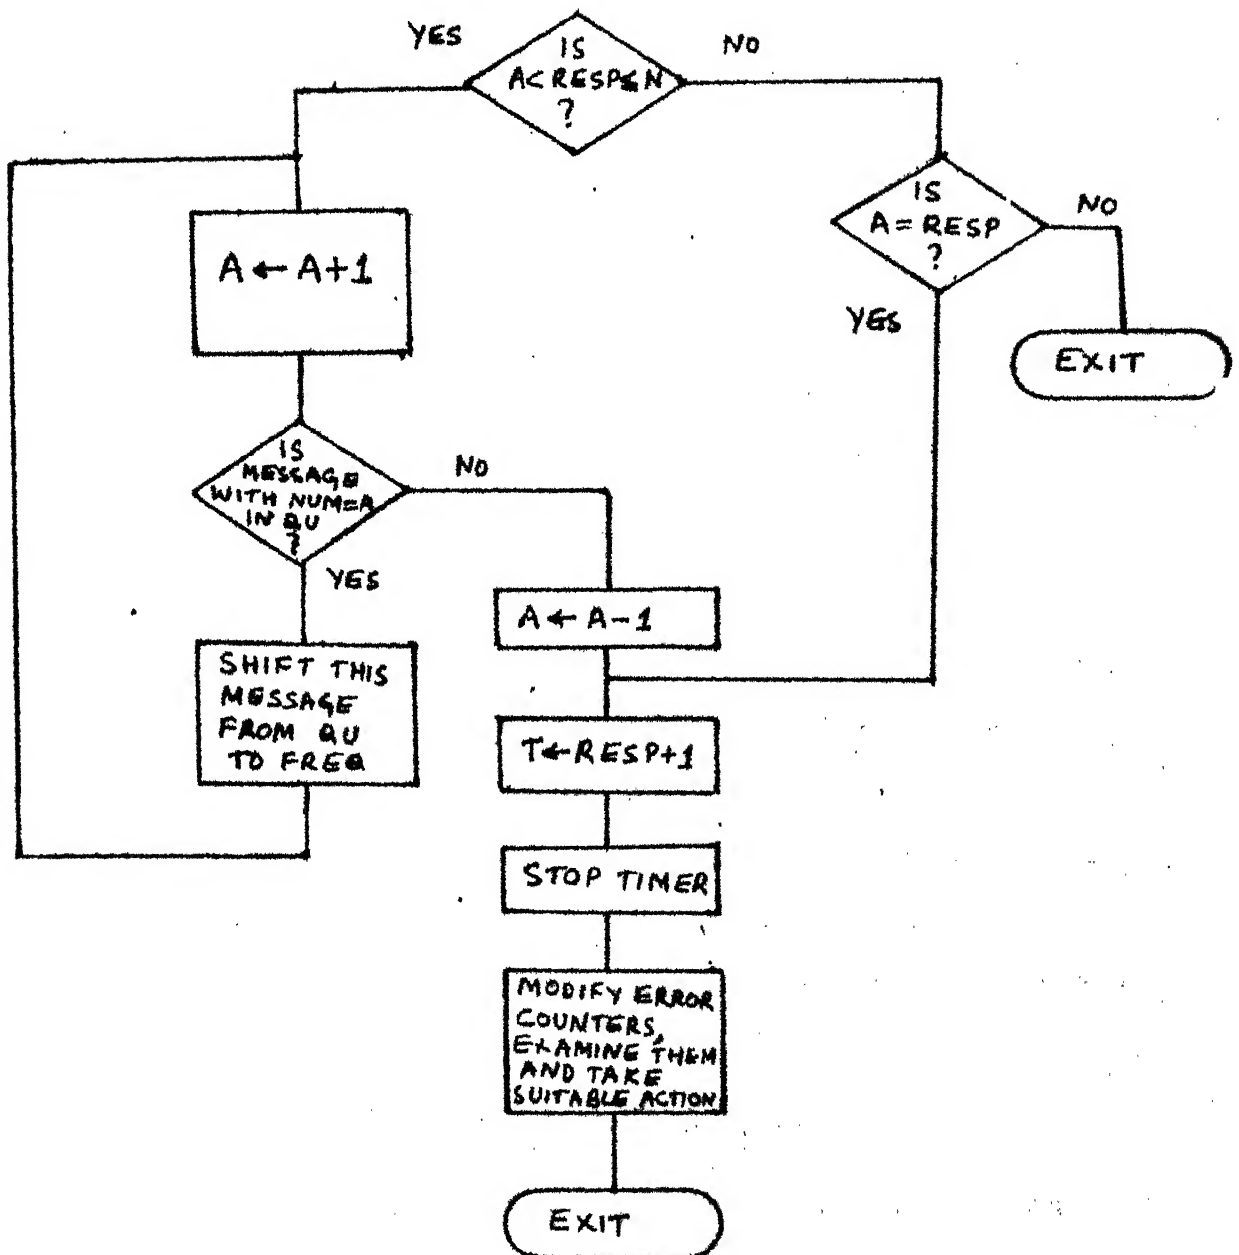 YES
IS
A<RESP≤N
?
NO
IS
A=RESP
?
NO
YES
EXIT
A←A+1
IS
MESSAGE
WITH NUM=A
IN QU
?
NO
YES
A←A-1
SHIFT THIS
MESSAGE
FROM QU
TO FREQ
T←RESP+1
STOP TIMER
MODIFY ERROR
COUNTERS,
EXAMINE THEM
AND TAKE
SUITABLE ACTION
EXIT